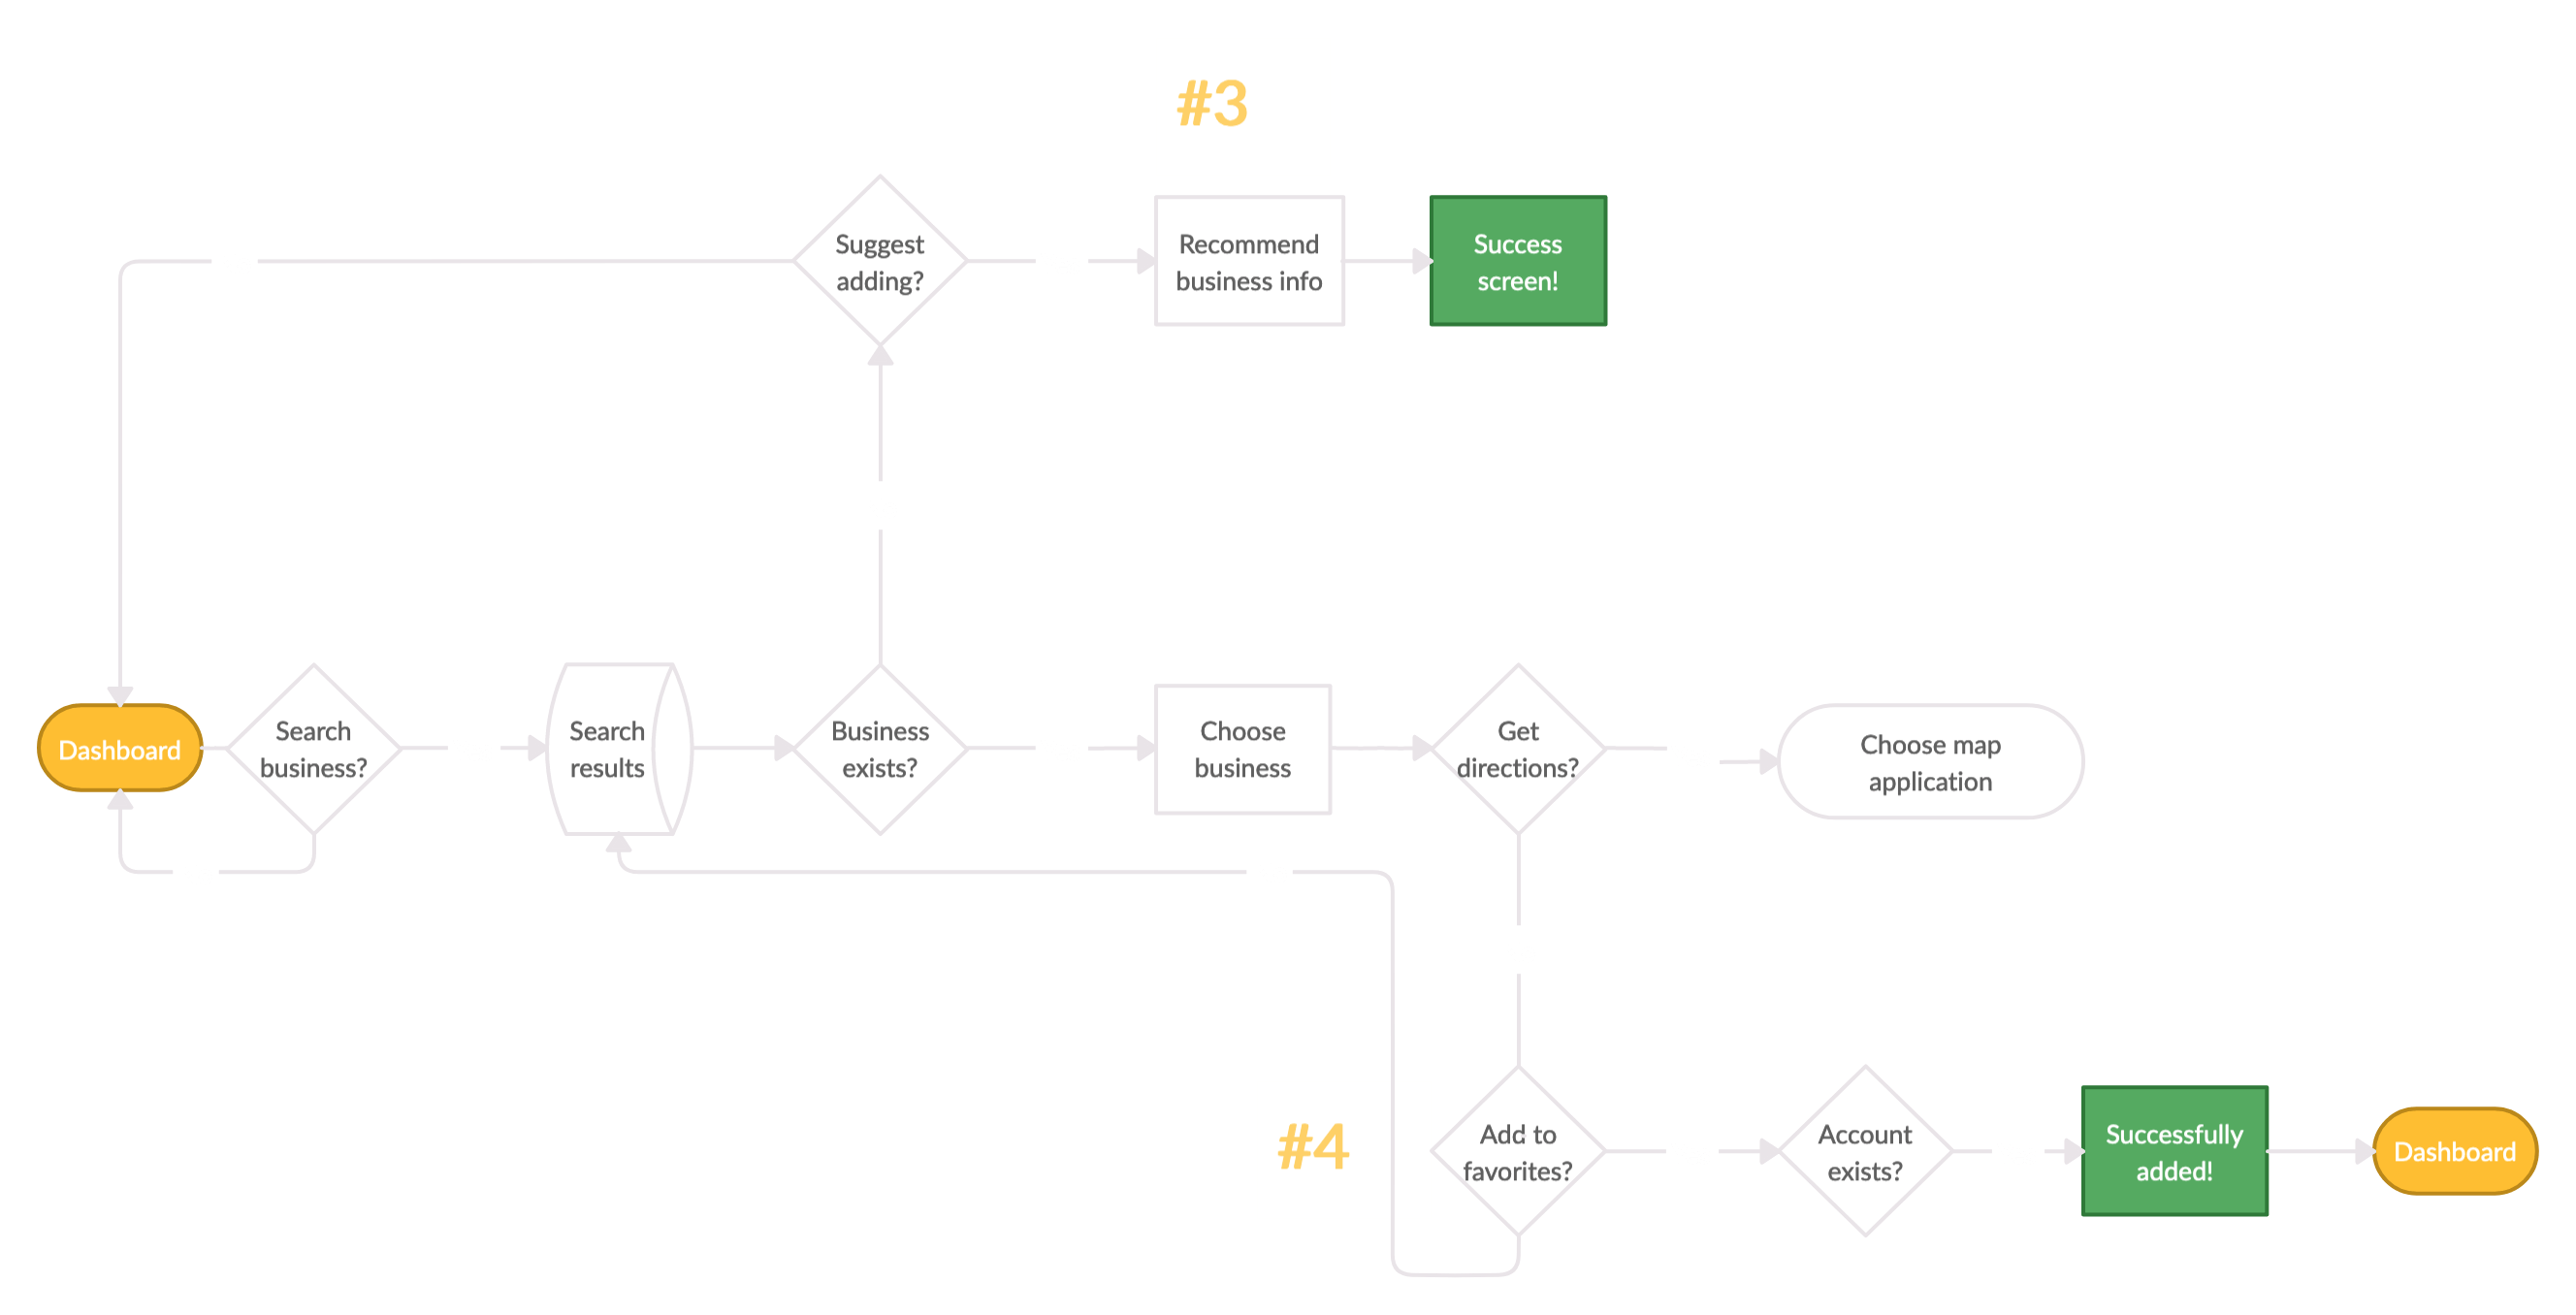 #3
Suggest
adding?
Recommend
business info
Success
screen!
Dashboard
Search
business?
Search
results
Business
exists?
Choose
business
Get
directions?
Choose map
application
#4
Add to
favorites?
Account
exists?
Successfully
added!
Dashboard